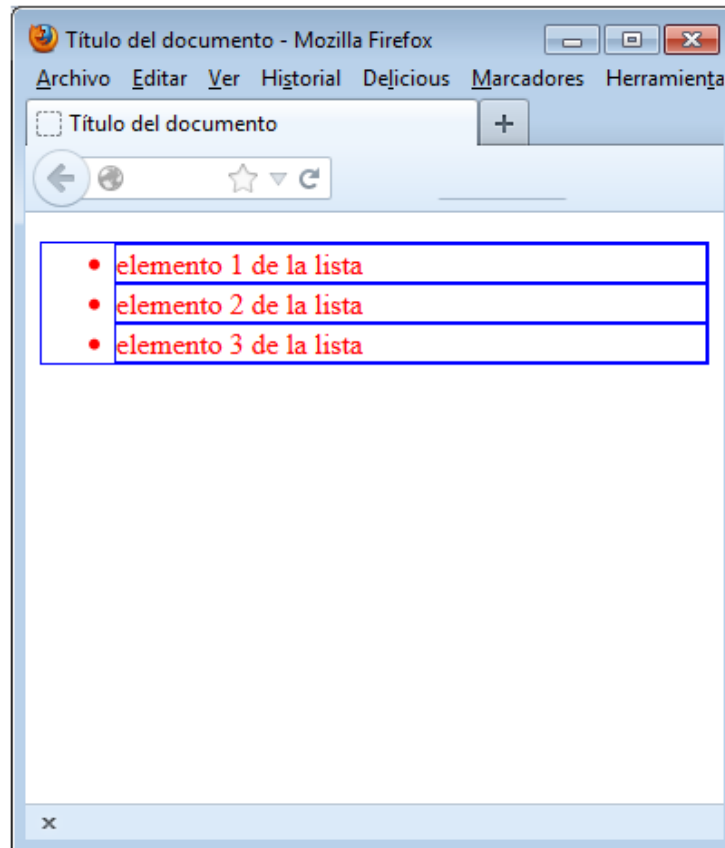 Título del documento - Mozilla Firefox
Archivo Editar Ver Historial Delicious Marcadores Herramienta
Título del documento
elemento 1 de la lista
elemento 2 de la lista
elemento 3 de la lista